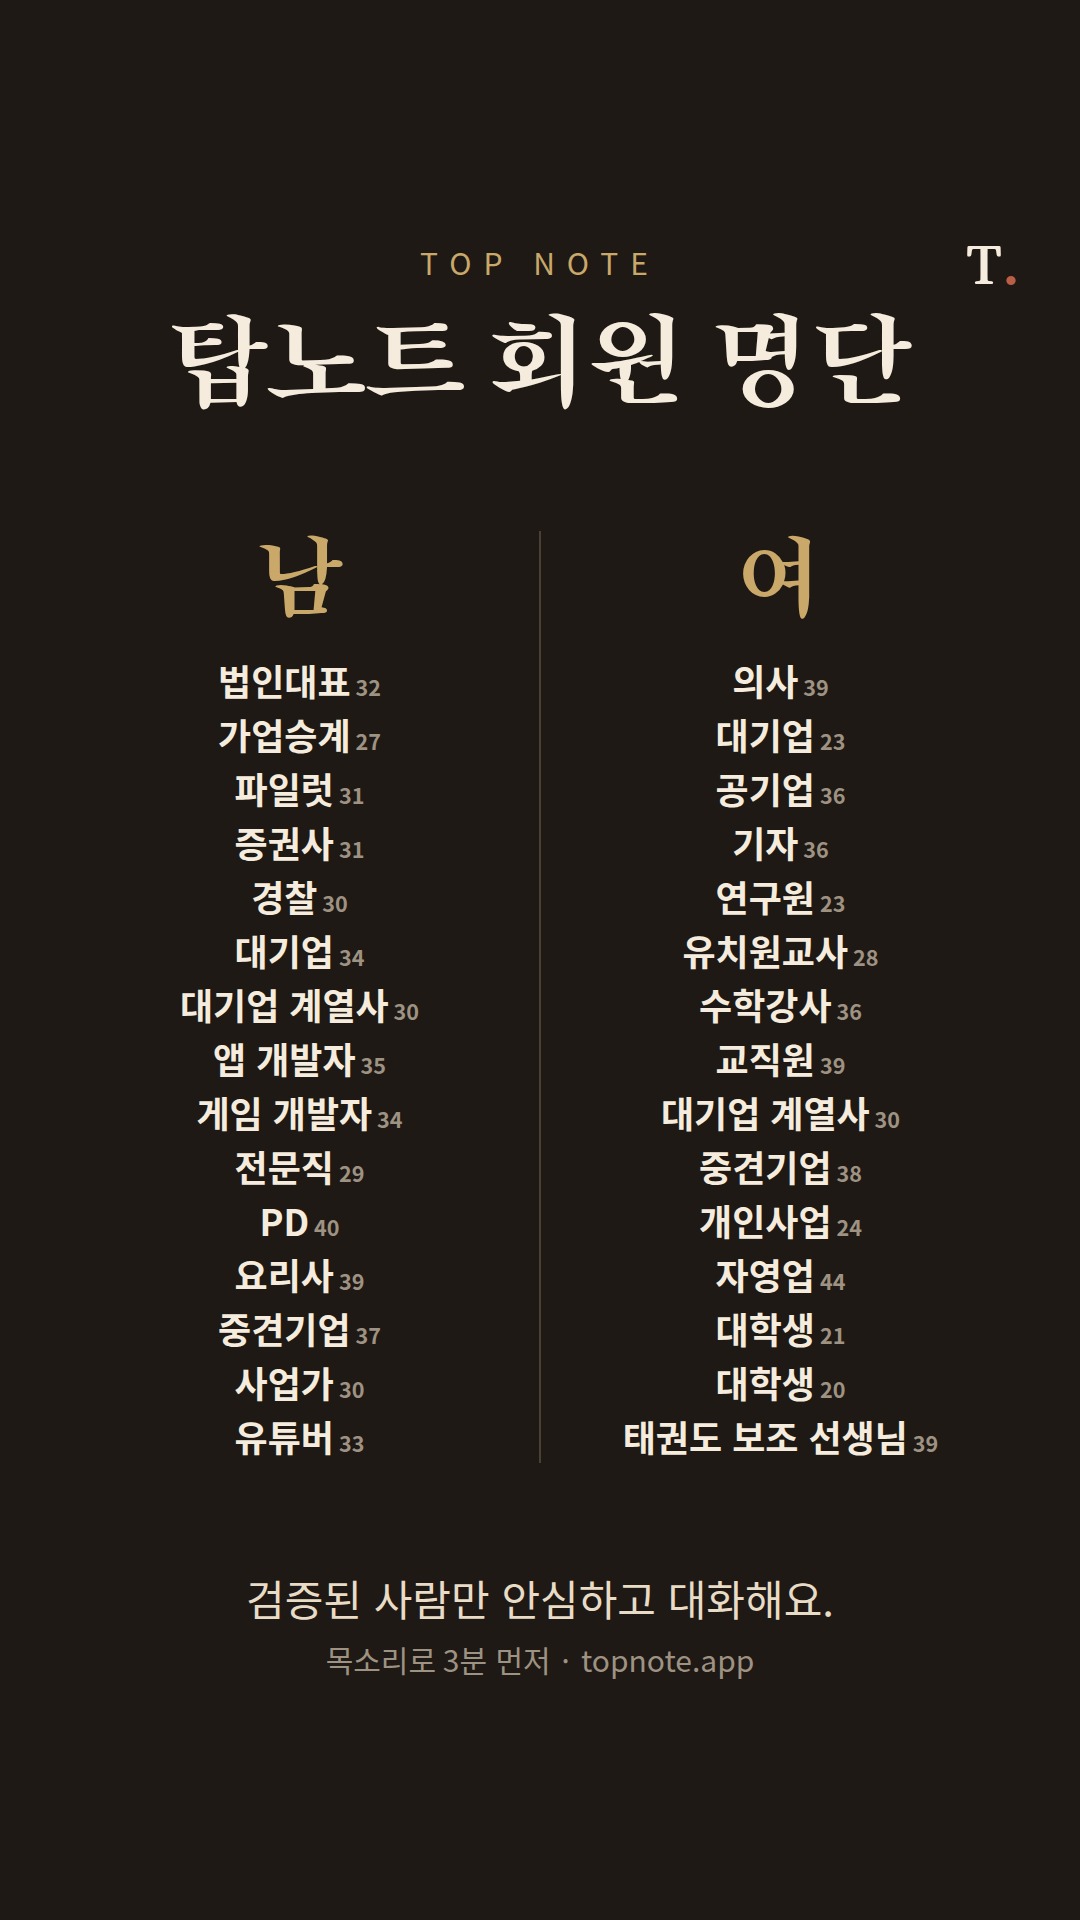 TOP NOTE
T.
탑노트 회원 명단
남
법인대표 32
가업승계 27
파일럿 31
증권사 31
경찰 30
대기업 34
대기업 계열사 30
앱 개발자 35
게임 개발자 34
전문직 29
PD 40
요리사 39
중견기업 37
사업가 30
유튜버 33
여
의사 39
대기업 23
공기업 36
기자 36
연구원 23
유치원교사 28
수학강사 36
교직원 39
대기업 계열사 30
중견기업 38
개인사업 24
자영업 44
대학생 21
대학생 20
태권도 보조 선생님 39
검증된 사람만 안심하고 대화해요.
목소리로 3분 먼저 · topnote.app